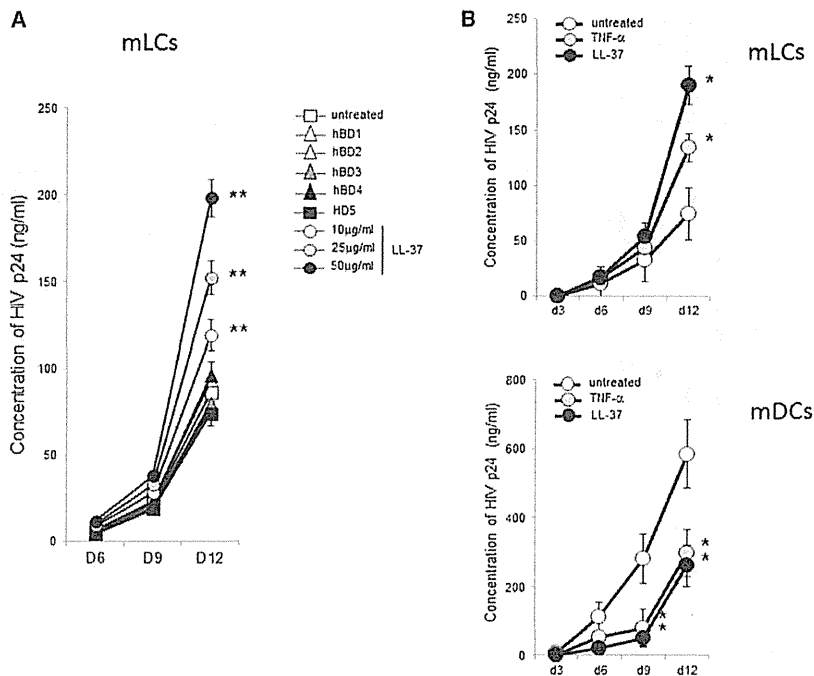 A
mLCs
Concentration of HIV p24 (ng/ml)
250
200
150
100
50
0
D6 D9 D12
**
**
**
untreated
hBD1
hBD2
hBD3
hBD4
HD5
10µg/ml
25µg/ml LL-37
50µg/ml
B
mLCs
Concentration of HIV p24 (ng/ml)
250
200
150
100
50
0
d3 d6 d9 d12
untreated
TNF-α
LL-37
*
*
mDCs
Concentration of HIV p24 (ng/ml)
800
600
400
200
0
d3 d6 d9 d12
untreated
TNF-α
LL-37
*
*
*
*